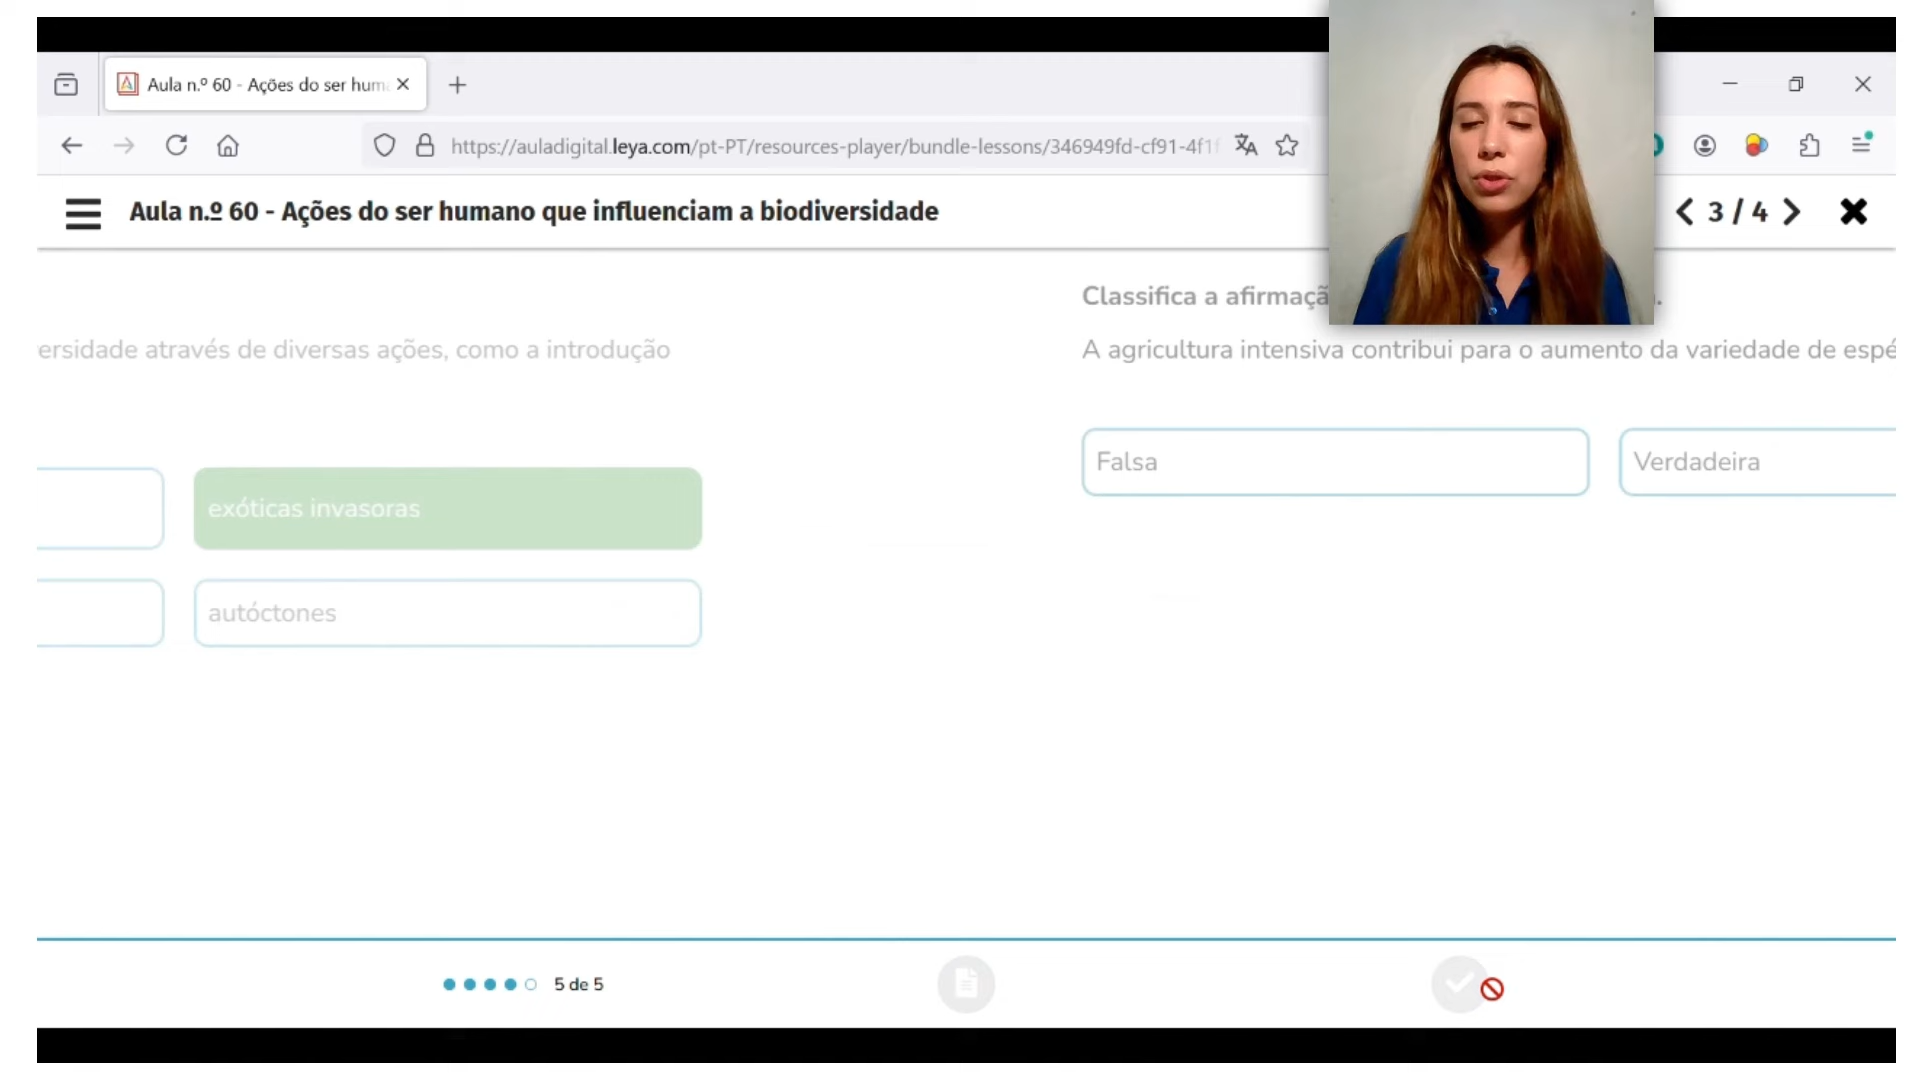 Aula n.º 60 - Ações do ser hum
https://auladigital.leya.com/pt-PT/resources-player/bundle-lessons/346949fd-cf91-4f1f
Aula n.º 60 - Ações do ser humano que influenciam a biodiversidade
3 / 4
ersidade através de diversas ações, como a introdução
exóticas invasoras
autóctones
Classifica a afirmaçã
A agricultura intensiva contribui para o aumento da variedade de espé
Falsa
Verdadeira
5 de 5